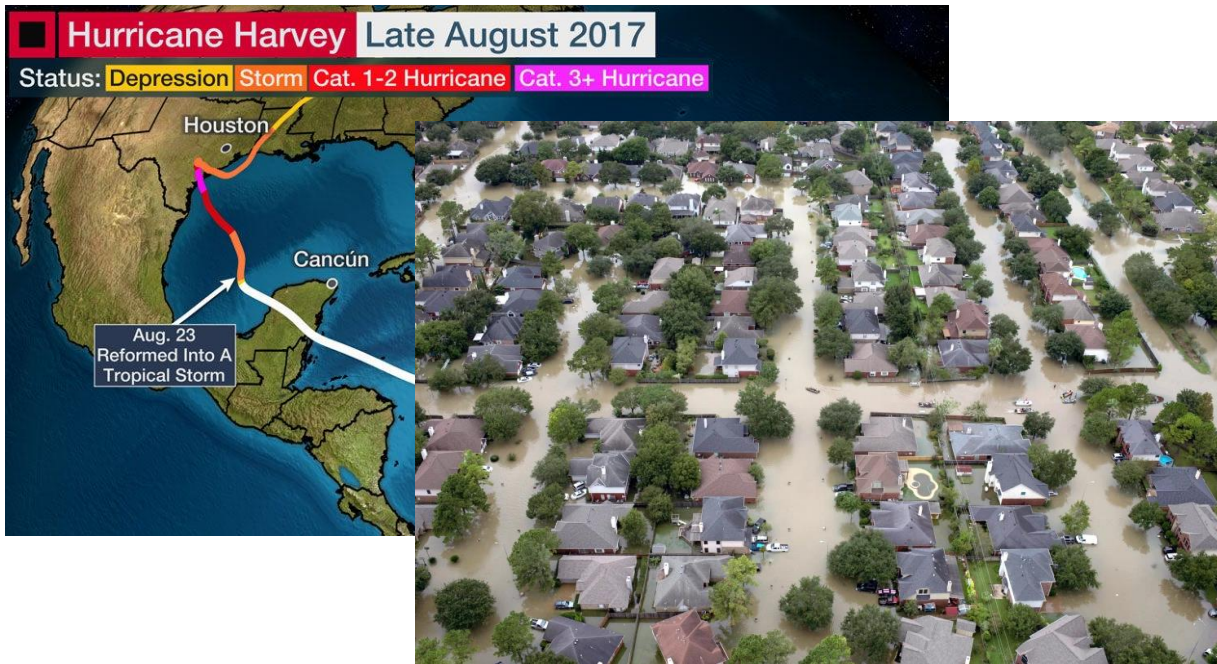 Hurricane Harvey Late August 2017
Status: Depression Storm Cat. 1-2 Hurricane Cat. 3+ Hurricane
Houston
Cancún
Aug. 23
Reformed Into A
Tropical Storm